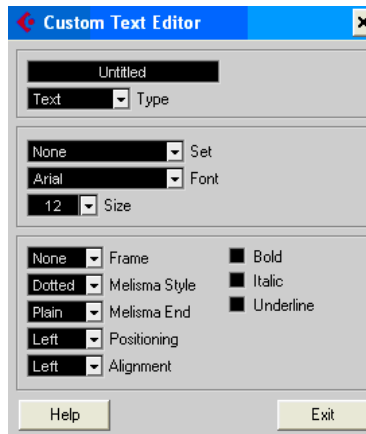 Custom Text Editor
Untitled
Text Type
None Set
Arial Font
12 Size
None Frame Bold
Dotted Melisma Style Italic
Plain Melisma End Underline
Left Positioning
Left Alignment
Help Exit